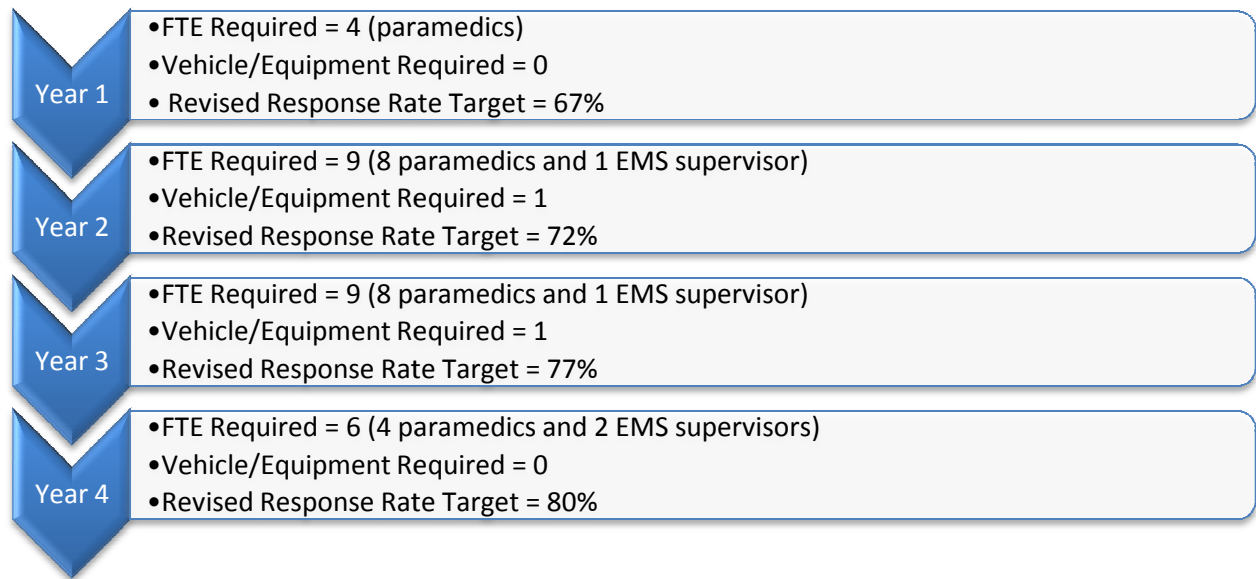 Year 1
•FTE Required = 4 (paramedics)
•Vehicle/Equipment Required = 0
• Revised Response Rate Target = 67%
Year 2
•FTE Required = 9 (8 paramedics and 1 EMS supervisor)
•Vehicle/Equipment Required = 1
•Revised Response Rate Target = 72%
Year 3
•FTE Required = 9 (8 paramedics and 1 EMS supervisor)
•Vehicle/Equipment Required = 1
•Revised Response Rate Target = 77%
Year 4
•FTE Required = 6 (4 paramedics and 2 EMS supervisors)
•Vehicle/Equipment Required = 0
•Revised Response Rate Target = 80%